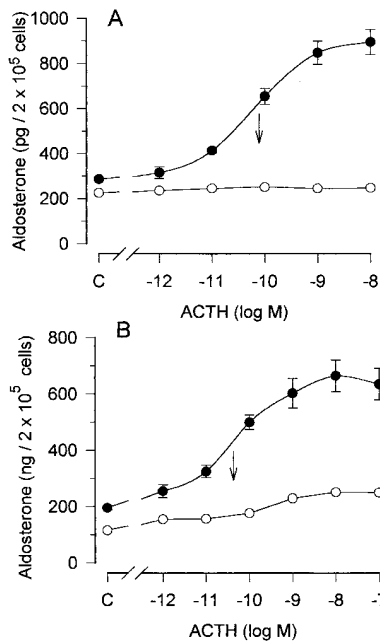 A
Aldosterone (pg / 2 x 10⁵ cells)
1000
800
600
400
200
0
C -12 -11 -10 -9 -8
ACTH (log M)
B
Aldosterone (ng / 2 x 10⁵ cells)
800
600
400
200
0
C -12 -11 -10 -9 -8 -7
ACTH (log M)